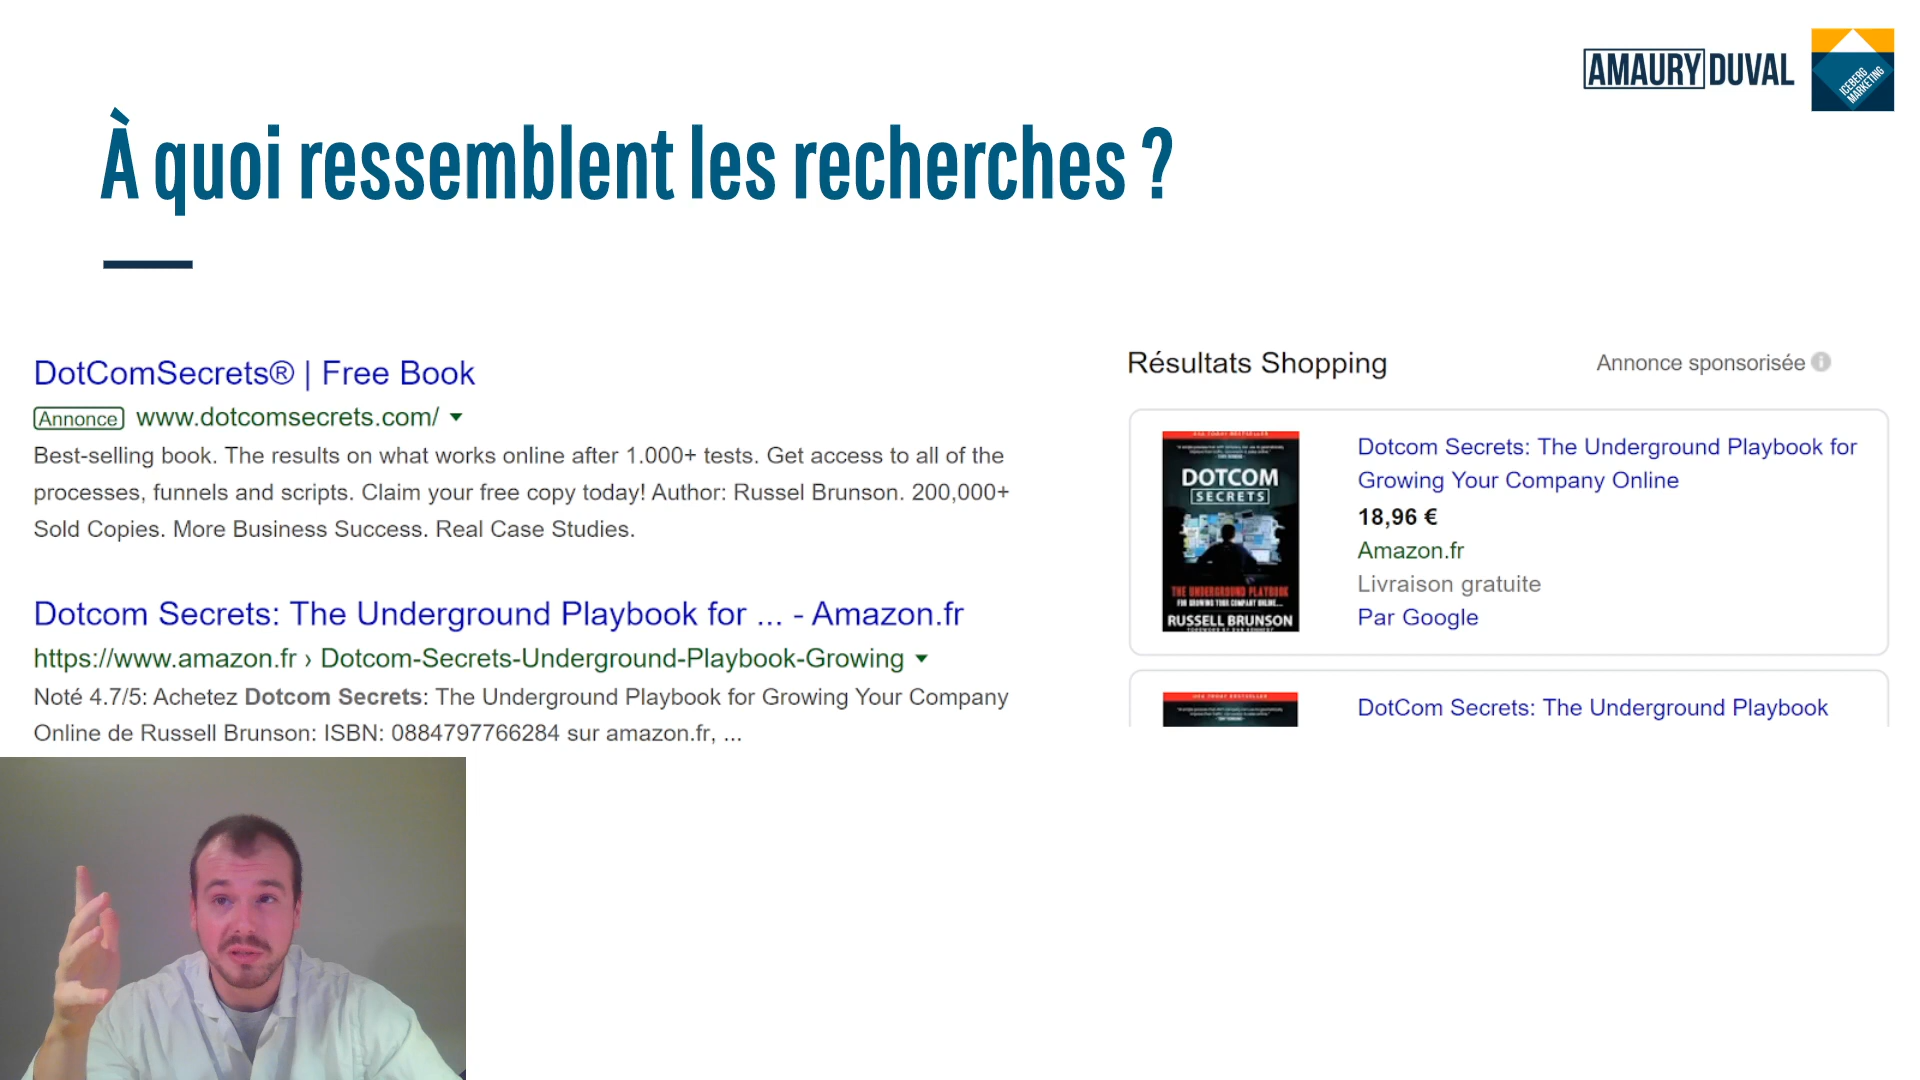 AMAURY DUVAL
ICEBERG
MARKETING
À quoi ressemblent les recherches ?
DotComSecrets® | Free Book
Annonce www.dotcomsecrets.com/
Best-selling book. The results on what works online after 1.000+ tests. Get access to all of the
processes, funnels and scripts. Claim your free copy today! Author: Russel Brunson. 200,000+
Sold Copies. More Business Success. Real Case Studies.
Dotcom Secrets: The Underground Playbook for ... - Amazon.fr
https://www.amazon.fr › Dotcom-Secrets-Underground-Playbook-Growing
Noté 4.7/5: Achetez Dotcom Secrets: The Underground Playbook for Growing Your Company
Online de Russell Brunson: ISBN: 0884797766284 sur amazon.fr, ...
Résultats Shopping
Annonce sponsorisée
DOTCOM
SECRETS
THE UNDERGROUND PLAYBOOK
FOR GROWING YOUR COMPANY ONLINE...
RUSSELL BRUNSON
Dotcom Secrets: The Underground Playbook for
Growing Your Company Online
18,96 €
Amazon.fr
Livraison gratuite
Par Google
DotCom Secrets: The Underground Playbook